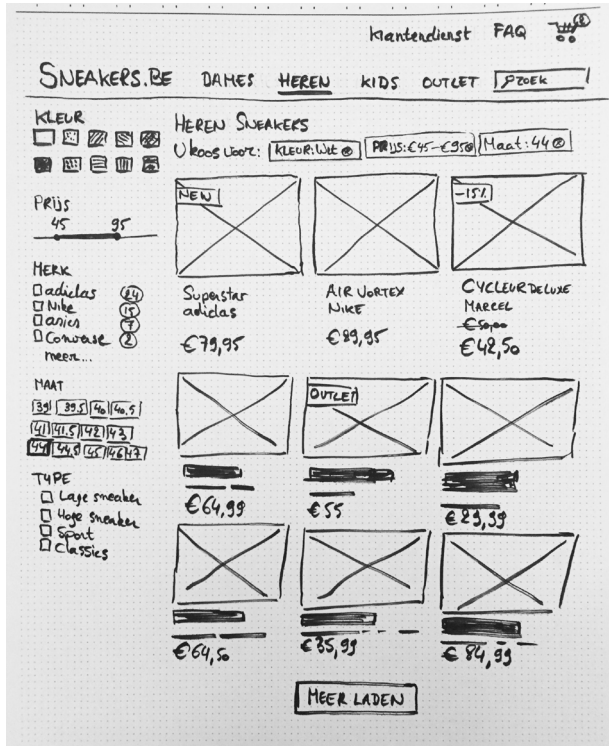 klantendienst FAQ
SNEAKERS.BE DAMES HEREN KIDS OUTLET ZOEK
KLEUR
HEREN SNEAKERS
U koos voor: KLEUR: Wit ⊗ PRIJS: €45-€95⊗ Maat: 44 ⊗
PRijs
45 95
NEW
-15%
Superstar
adidas
€79,95
AIR VORTEX
NIKE
€89,95
CYCLEUR DE LUXE
MARCEL
€50,00
€42,50
MERK
adidas 24
Nike 15
asics 7
Converse 2
meer...
MAAT
39 39.5 40 40.5
41 41.5 42 43
44 44.5 45 46 47
TYPE
Lage sneaker
Hoge sneaker
Sport
Classics
OUTLET
€64,99
€55
€29,99
€64,50
€35,99
€84,99
MEER LADEN